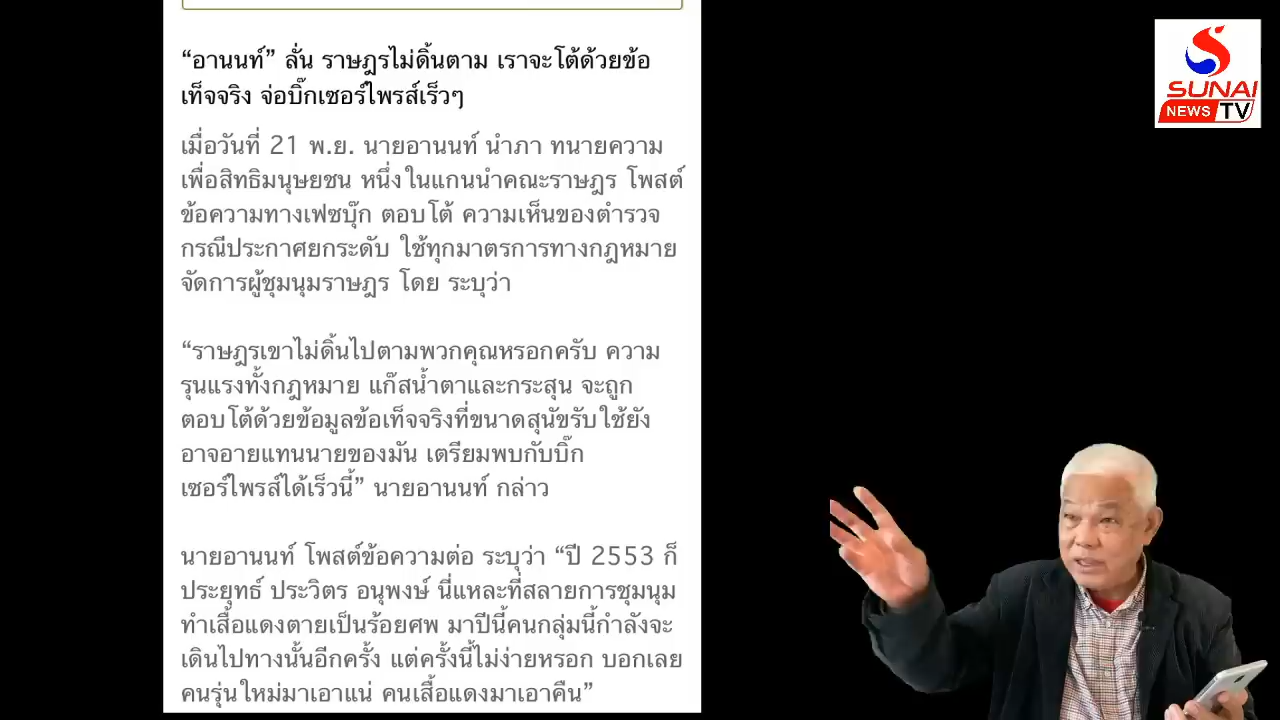 “อานนท์” ลั่น ราษฎรไม่ดิ้นตาม เราจะโต้ด้วยข้อ
เท็จจริง จ่อบิ๊กเซอร์ไพรส์เร็วๆ
เมื่อวันที่ 21 พ.ย. นายอานนท์ นำภา ทนายความ
เพื่อสิทธิมนุษยชน หนึ่งในแกนนำคณะราษฎร โพสต์
ข้อความทางเฟซบุ๊ก ตอบโต้ ความเห็นของตำรวจ
กรณีประกาศยกระดับ ใช้ทุกมาตรการทางกฎหมาย
จัดการผู้ชุมนุมราษฎร โดย ระบุว่า
“ราษฎรเขาไม่ดิ้นไปตามพวกคุณหรอกครับ ความ
รุนแรงทั้งกฎหมาย แก๊สน้ำตาและกระสุน จะถูก
ตอบโต้ด้วยข้อมูลข้อเท็จจริงที่ขนาดสุนัขรับใช้ยัง
อาจอายแทนนายของมัน เตรียมพบกับบิ๊ก
เซอร์ไพรส์ได้เร็วนี้” นายอานนท์ กล่าว
นายอานนท์ โพสต์ข้อความต่อ ระบุว่า “ปี 2553 ก็
ประยุทธ์ ประวิตร อนุพงษ์ นี่แหละที่สลายการชุมนุม
ทำเสื้อแดงตายเป็นร้อยศพ มาปีนี้คนกลุ่มนี้กำลังจะ
เดินไปทางนั้นอีกครั้ง แต่ครั้งนี้ไม่ง่ายหรอก บอกเลย
คนรุ่นใหม่มาเอาแน่ คนเสื้อแดงมาเอาคืน”
SUNAI
NEWS TV